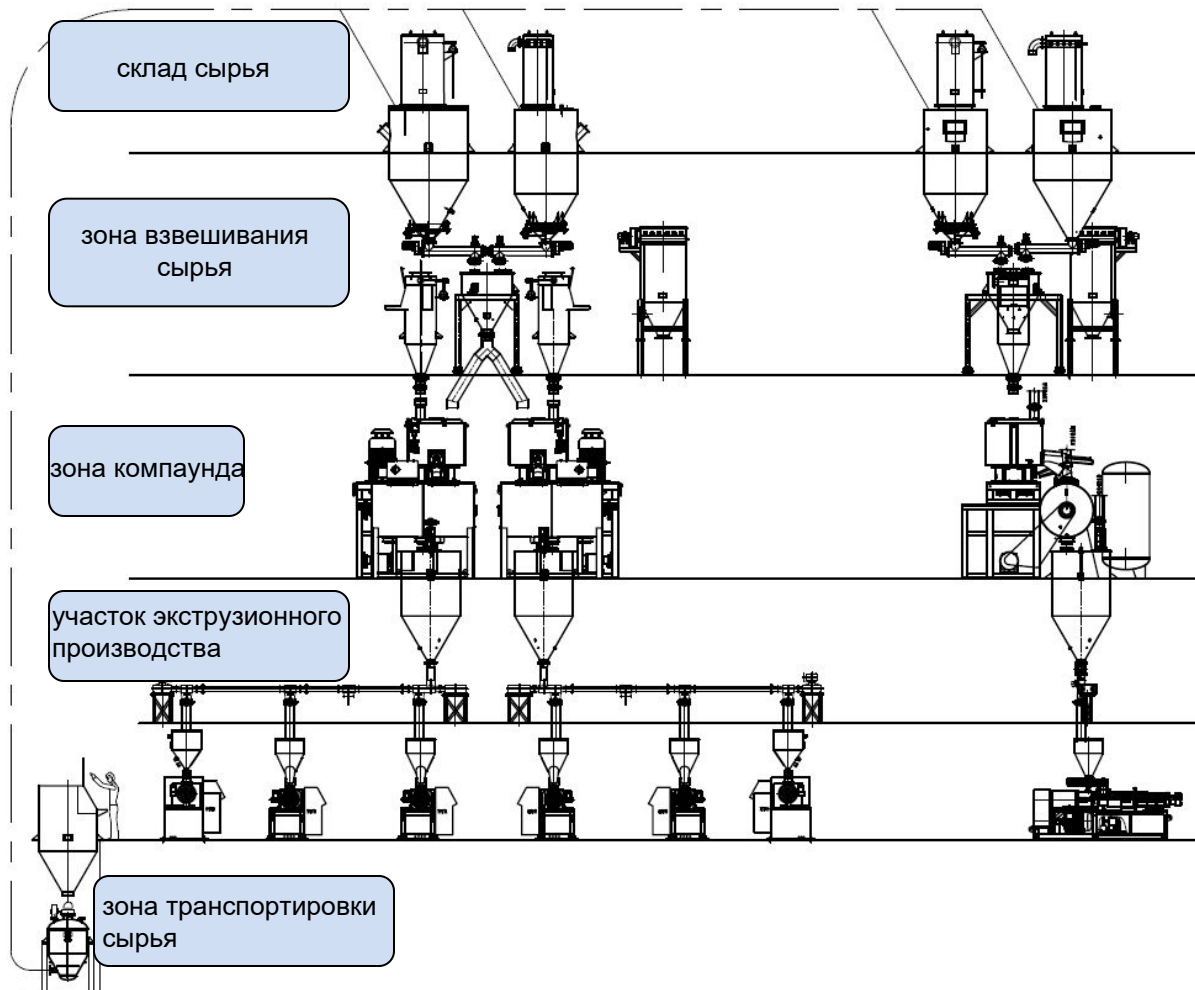 склад сырья
зона взвешивания
сырья
зона компаунда
участок экструзионного
производства
зона транспортировки
сырья